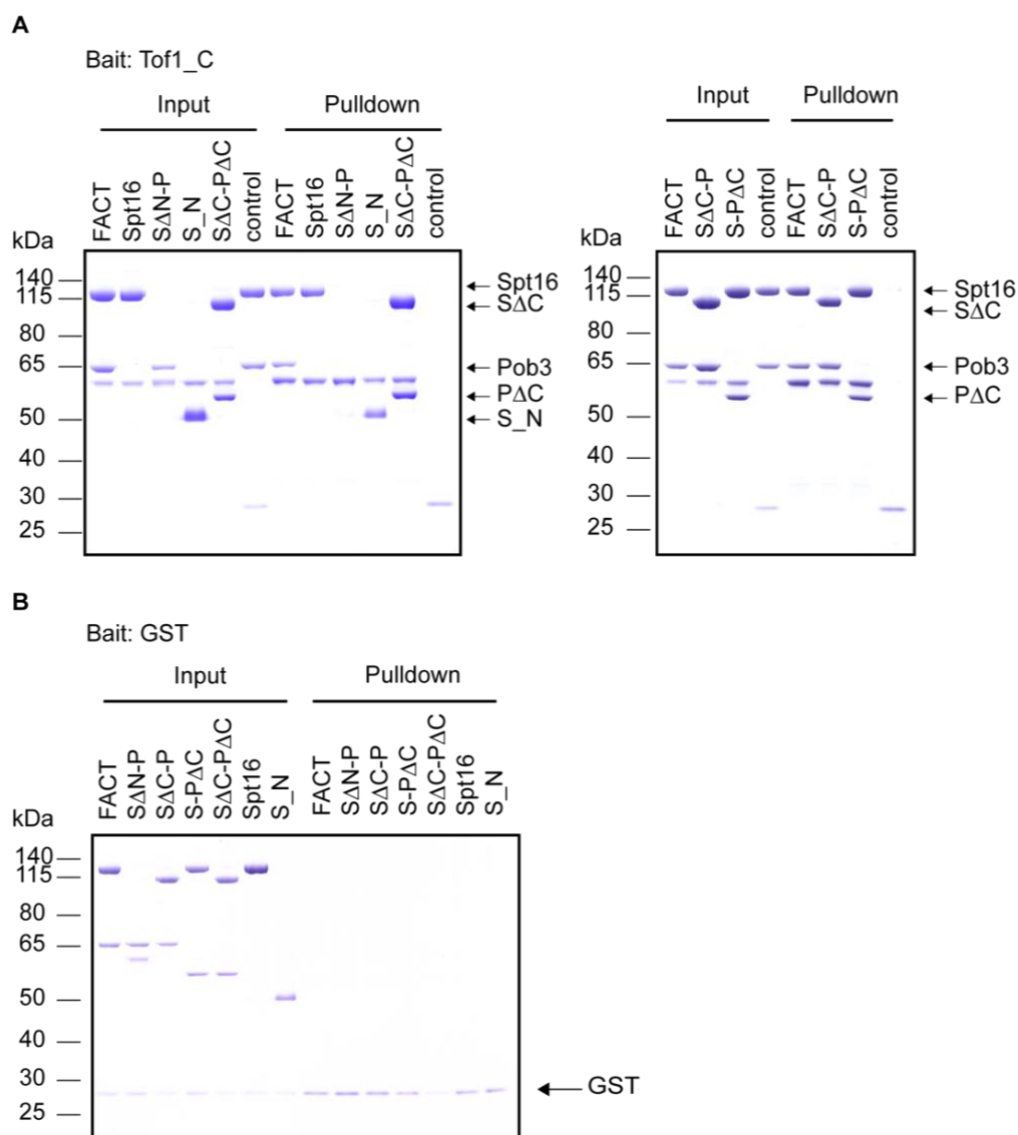 A
Bait: Tof1_C
Input Pulldown
FACT Spt16 SΔN-P S_N SΔC-PΔC control FACT Spt16 SΔN-P S_N SΔC-PΔC control
kDa
140
115
80
65
50
40
30
25
Spt16
SΔC
Pob3
PΔC
S_N
Input Pulldown
FACT SΔC-P S-PΔC control FACT SΔC-P S-PΔC control
kDa
140
115
80
65
50
40
30
25
Spt16
SΔC
Pob3
PΔC
B
Bait: GST
Input Pulldown
FACT SΔN-P SΔC-P S-PΔC SΔC-PΔC Spt16 S_N FACT SΔN-P SΔC-P S-PΔC SΔC-PΔC Spt16 S_N
kDa
140
115
80
65
50
40
30
25
GST